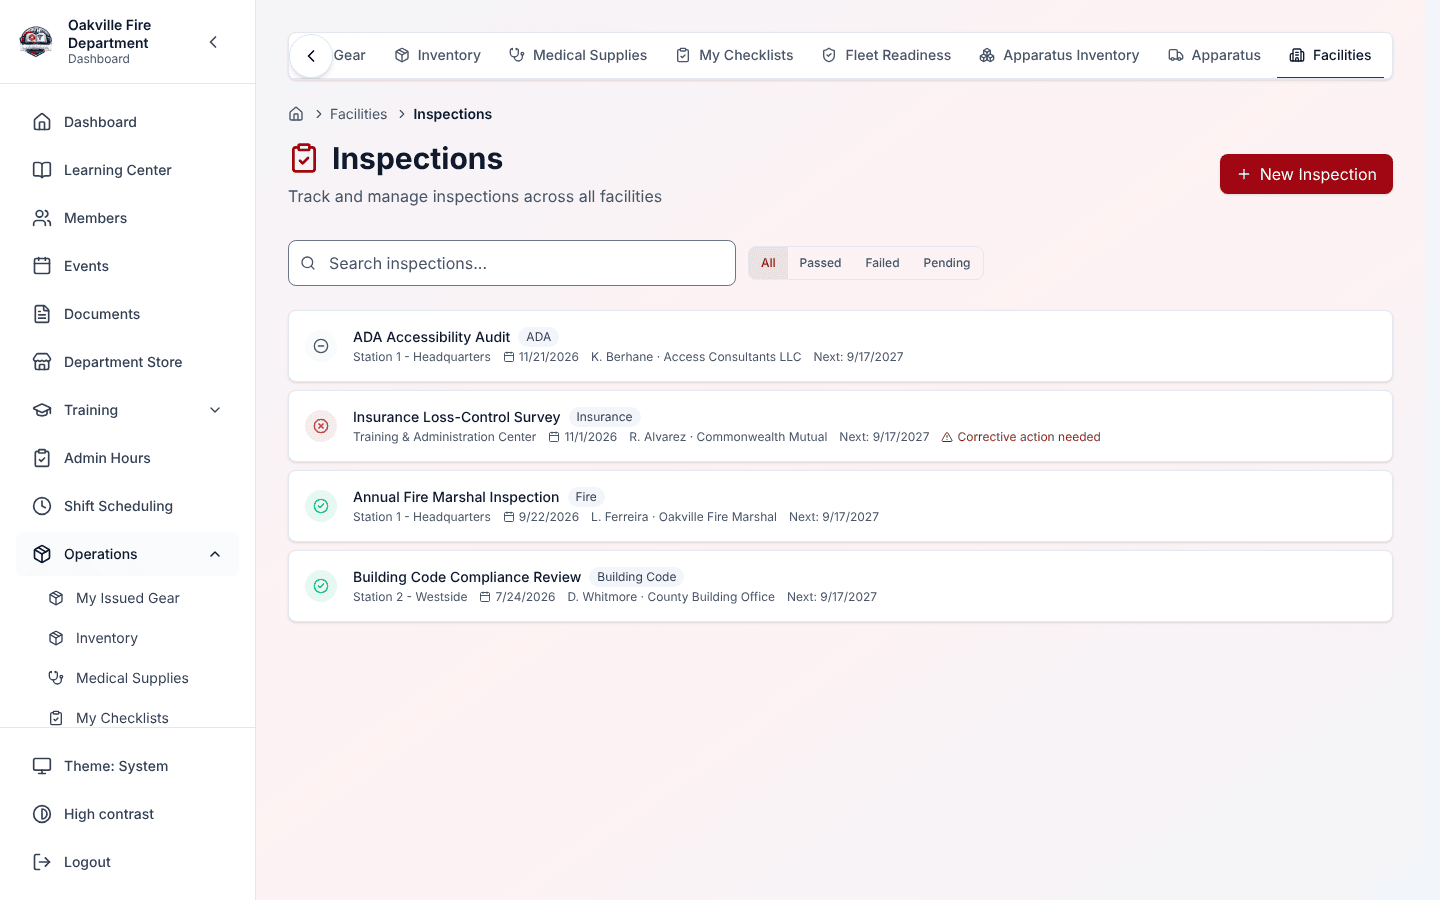 Oakville Fire
Department
Dashboard
Dashboard
Learning Center
Members
Events
Documents
Department Store
Training
Admin Hours
Shift Scheduling
Operations
My Issued Gear
Inventory
Medical Supplies
My Checklists
Theme: System
High contrast
Logout
Gear Inventory Medical Supplies My Checklists Fleet Readiness Apparatus Inventory Apparatus Facilities
Facilities Inspections
Inspections
Track and manage inspections across all facilities
New Inspection
Search inspections...
All Passed Failed Pending
ADA Accessibility Audit ADA
Station 1 - Headquarters 11/21/2026 K. Berhane · Access Consultants LLC Next: 9/17/2027
Insurance Loss-Control Survey Insurance
Training & Administration Center 11/1/2026 R. Alvarez · Commonwealth Mutual Next: 9/17/2027 Corrective action needed
Annual Fire Marshal Inspection Fire
Station 1 - Headquarters 9/22/2026 L. Ferreira · Oakville Fire Marshal Next: 9/17/2027
Building Code Compliance Review Building Code
Station 2 - Westside 7/24/2026 D. Whitmore · County Building Office Next: 9/17/2027